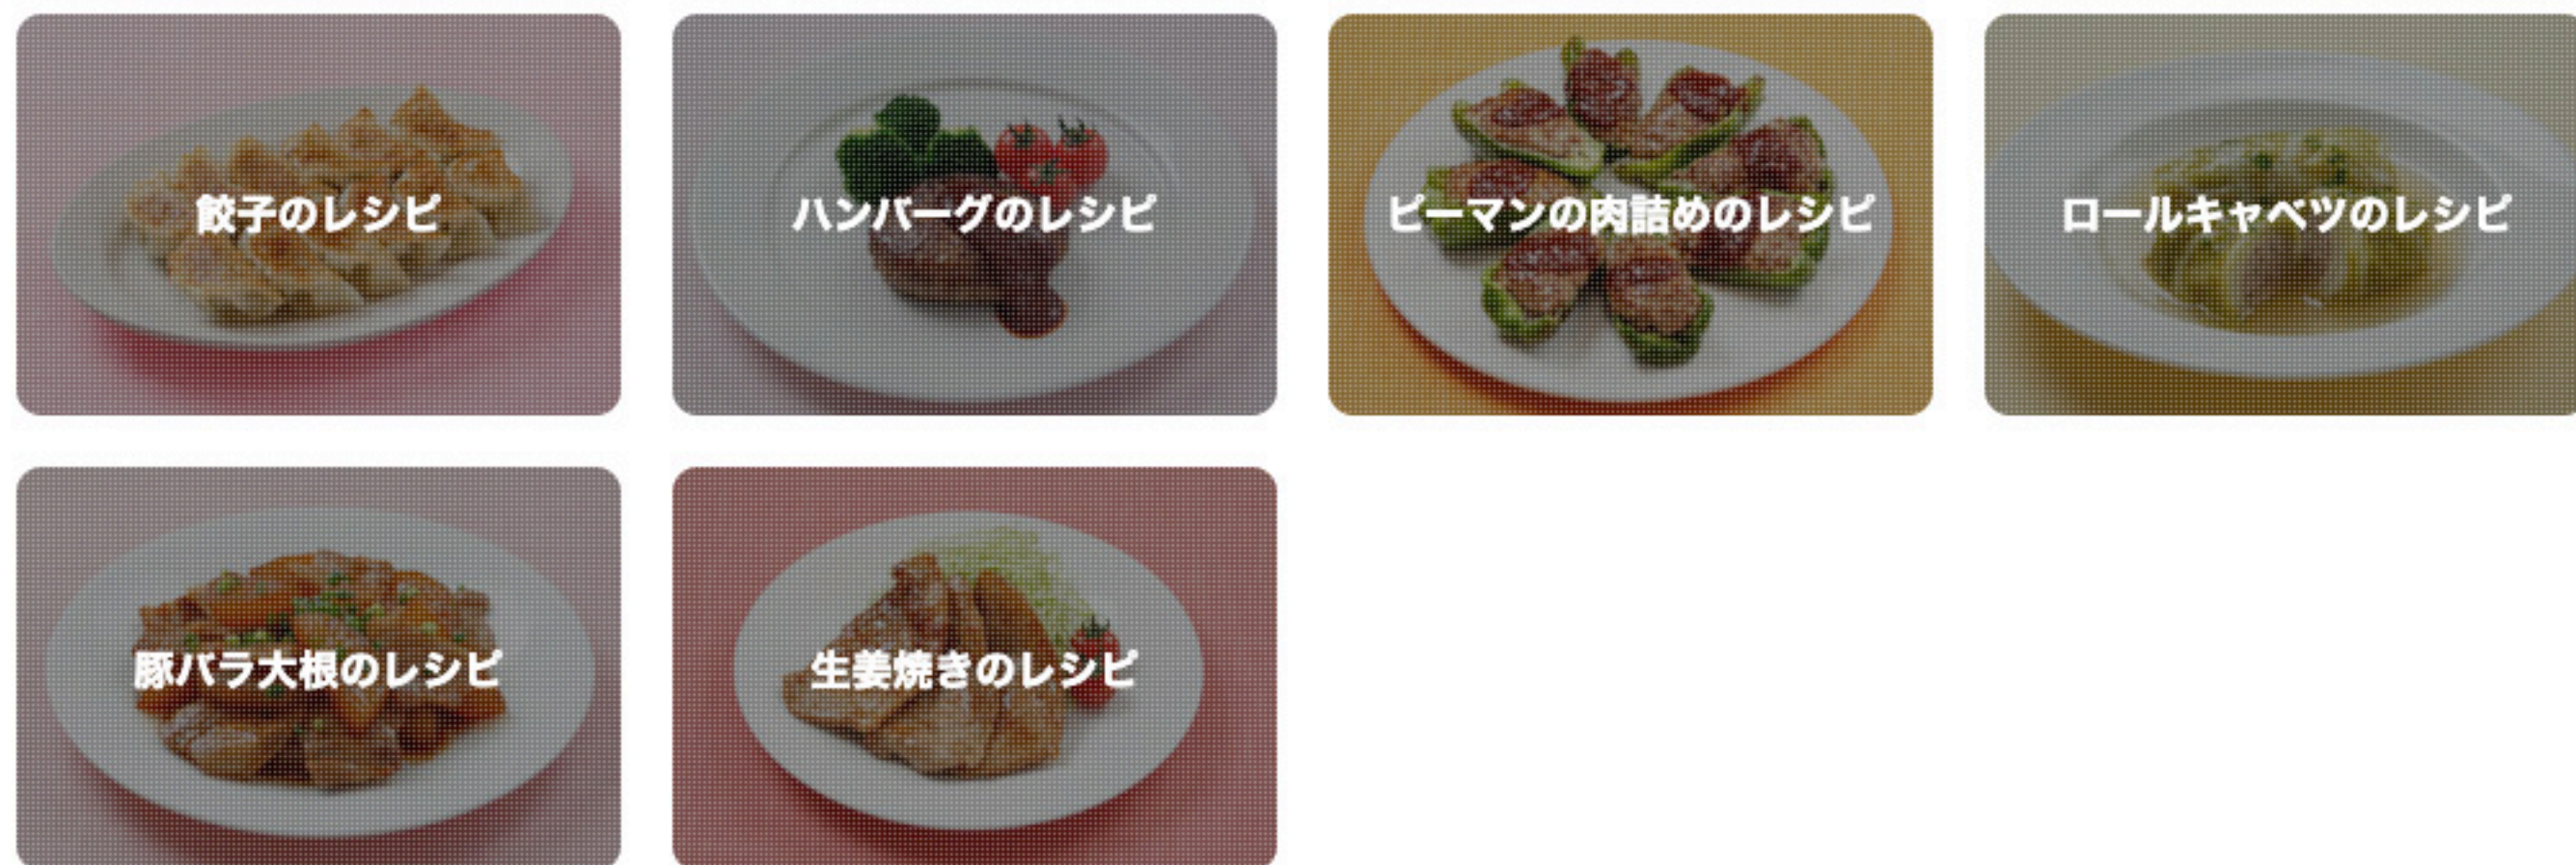 餃子のレシピ
ハンバーグのレシピ
ピーマンの肉詰めのレシピ
ロールキャベツのレシピ
豚バラ大根のレシピ
生姜焼きのレシピ